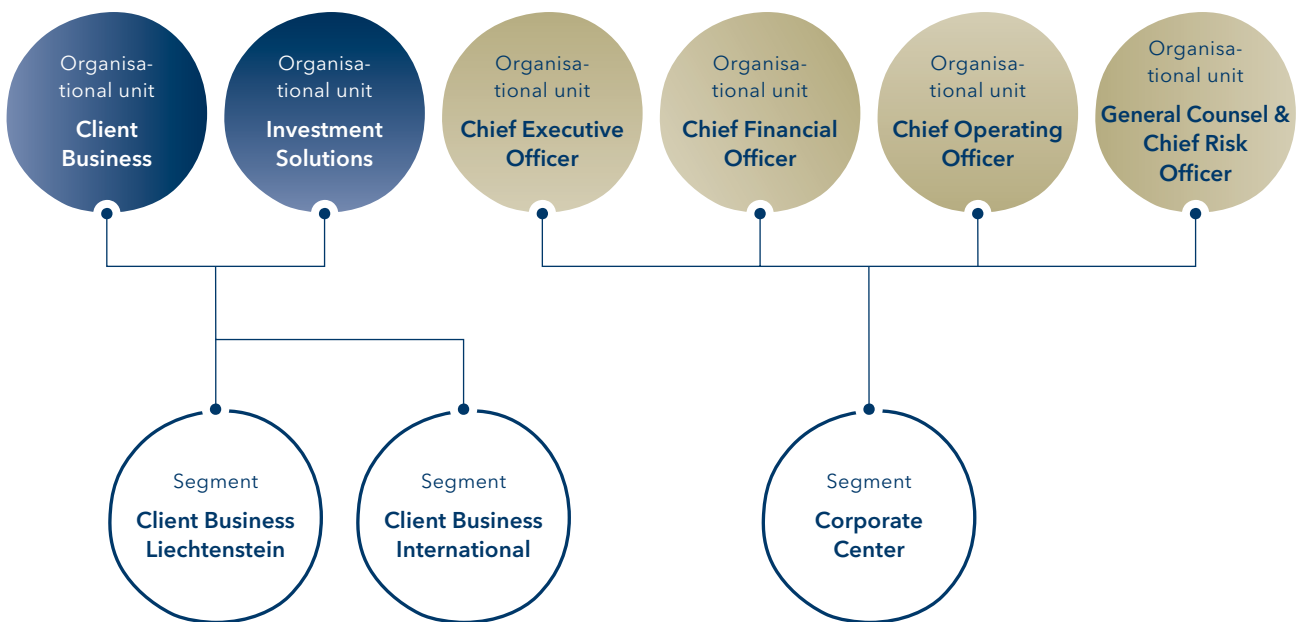 Organisa-
tional unit
Client
Business
Organisa-
tional unit
Investment
Solutions
Organisa-
tional unit
Chief Executive
Officer
Organisa-
tional unit
Chief Financial
Officer
Organisa-
tional unit
Chief Operating
Officer
Organisa-
tional unit
General Counsel &
Chief Risk
Officer
Segment
Client Business
Liechtenstein
Segment
Client Business
International
Segment
Corporate
Center